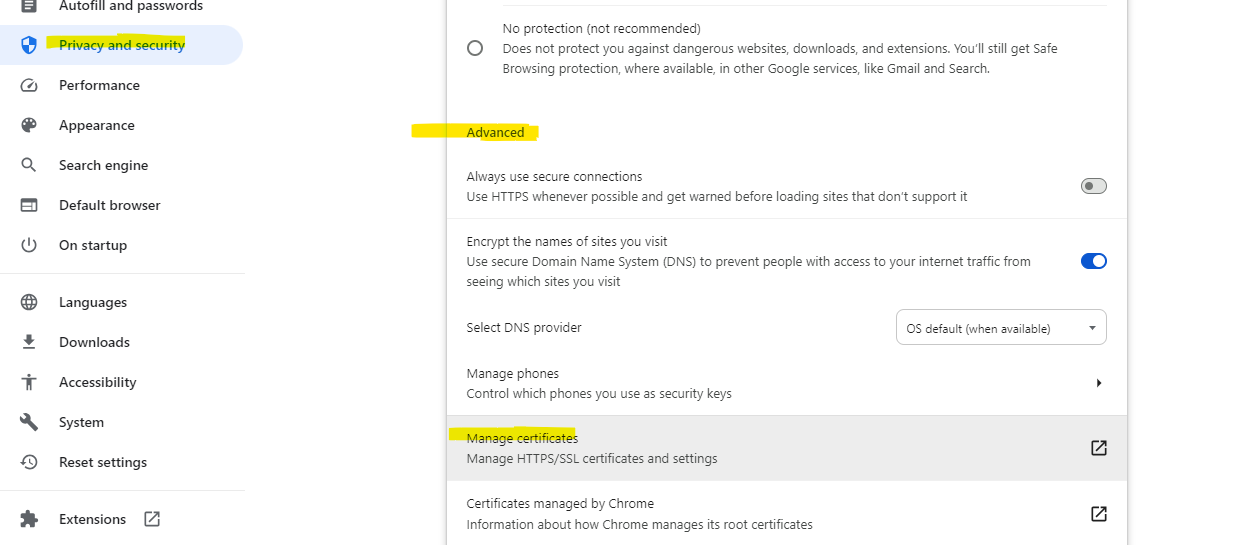 Autofill and passwords
Privacy and security
Performance
Appearance
Search engine
Default browser
On startup
Languages
Downloads
Accessibility
System
Reset settings
Extensions
No protection (not recommended)
Does not protect you against dangerous websites, downloads, and extensions. You’ll still get Safe
Browsing protection, where available, in other Google services, like Gmail and Search.
Advanced
Always use secure connections
Use HTTPS whenever possible and get warned before loading sites that don’t support it
Encrypt the names of sites you visit
Use secure Domain Name System (DNS) to prevent people with access to your internet traffic from
seeing which sites you visit
Select DNS provider
OS default (when available)
Manage phones
Control which phones you use as security keys
Manage certificates
Manage HTTPS/SSL certificates and settings
Certificates managed by Chrome
Information about how Chrome manages its root certificates